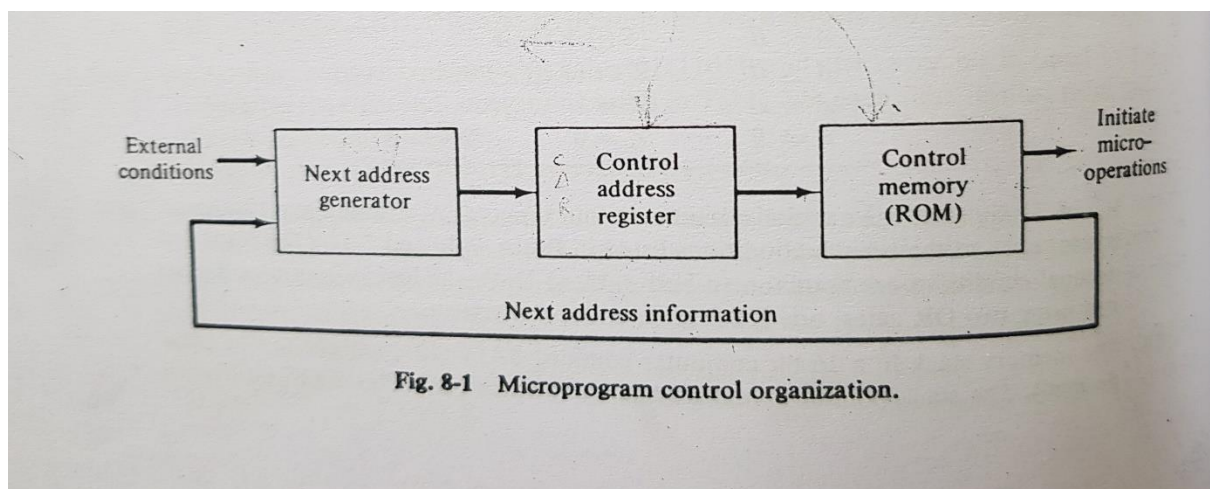 External
conditions
Next address
generator
C
A
R
Control
address
register
Control
memory
(ROM)
Initiate
micro-
operations
Next address information
Fig. 8-1 Microprogram control organization.